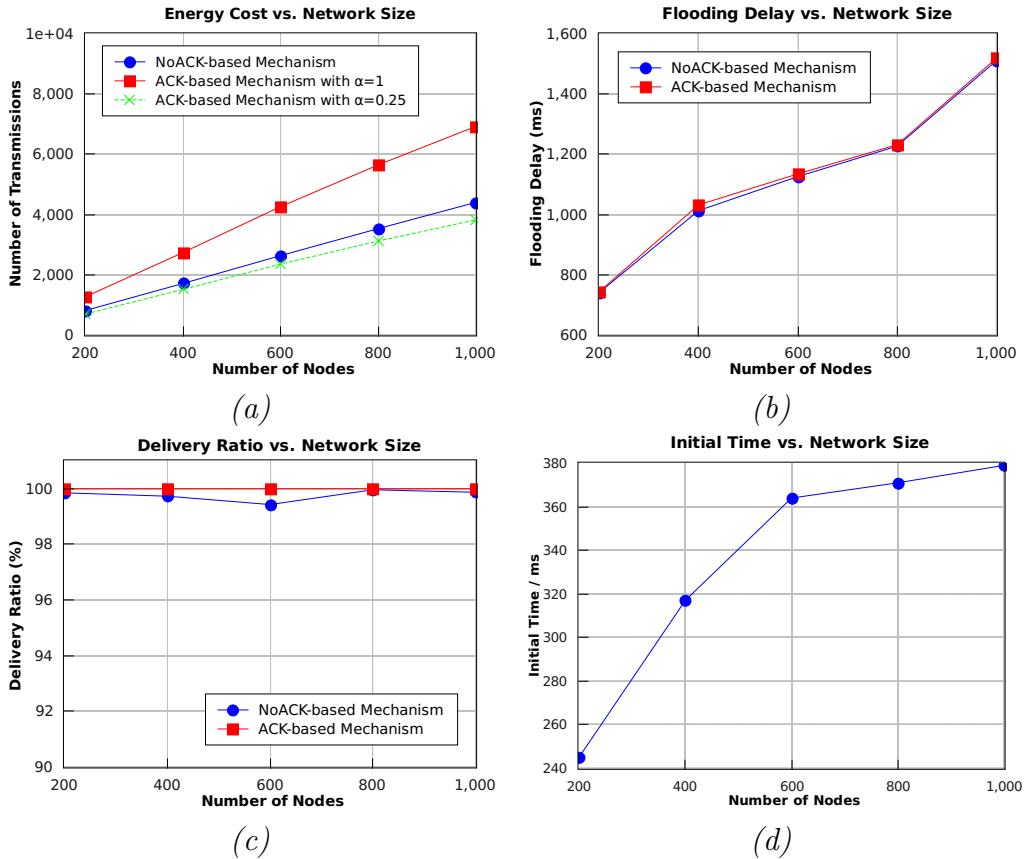 Energy Cost vs. Network Size
Number of Transmissions
1e+04
8,000
6,000
4,000
2,000
0
NoACK-based Mechanism
ACK-based Mechanism with α=1
ACK-based Mechanism with α=0.25
200 400 600 800 1,000
Number of Nodes
(a)
Flooding Delay vs. Network Size
Flooding Delay (ms)
1,600
1,400
1,200
1,000
800
600
NoACK-based Mechanism
ACK-based Mechanism
200 400 600 800 1,000
Number of Nodes
(b)
Delivery Ratio vs. Network Size
Delivery Ratio (%)
100
98
96
94
92
90
NoACK-based Mechanism
ACK-based Mechanism
200 400 600 800 1,000
Number of Nodes
(c)
Initial Time vs. Network Size
Initial Time / ms
380
360
340
320
300
280
260
240
200 400 600 800 1,000
Number of Nodes
(d)